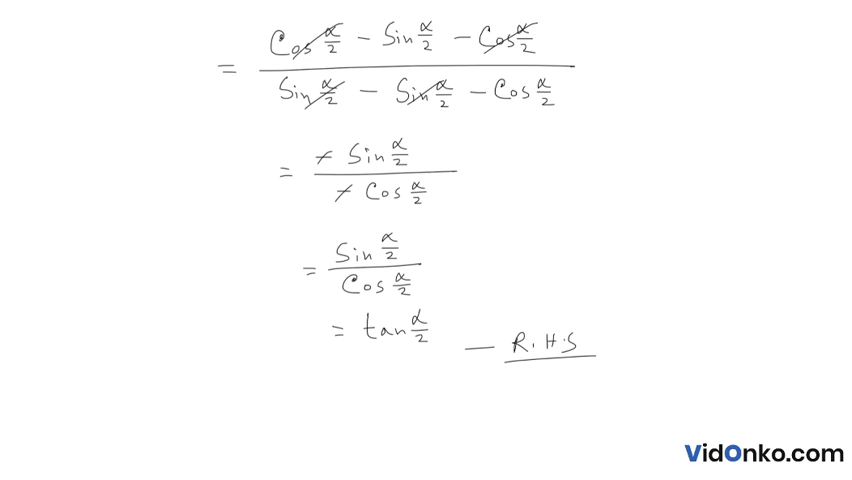 = (Cos α/2 - Sin α/2 - Cos α/2) / (Sin α/2 - Sin α/2 - Cos α/2)
= (- Sin α/2) / (- Cos α/2)
= (Sin α/2) / (Cos α/2)
= tan α/2 — R.H.S
VidOnko.com